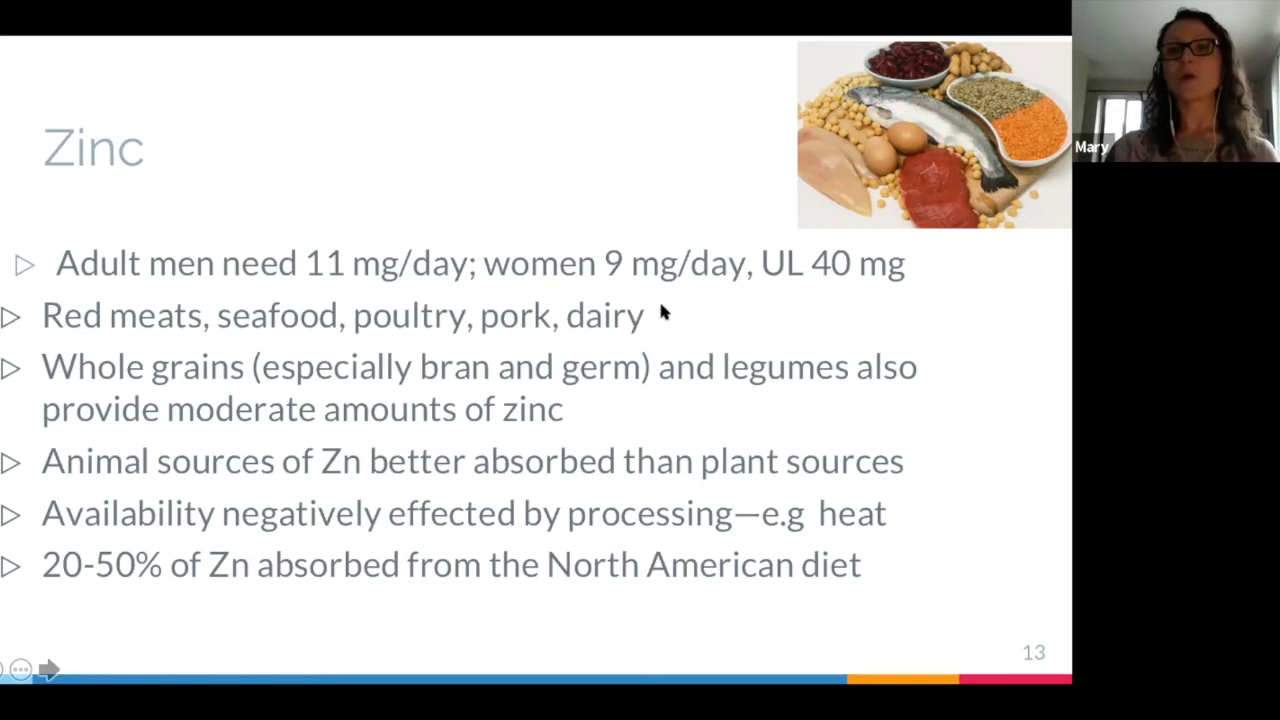 Zinc
Mary
Adult men need 11 mg/day; women 9 mg/day, UL 40 mg
Red meats, seafood, poultry, pork, dairy
Whole grains (especially bran and germ) and legumes also
provide moderate amounts of zinc
Animal sources of Zn better absorbed than plant sources
Availability negatively effected by processing—e.g heat
20-50% of Zn absorbed from the North American diet
13